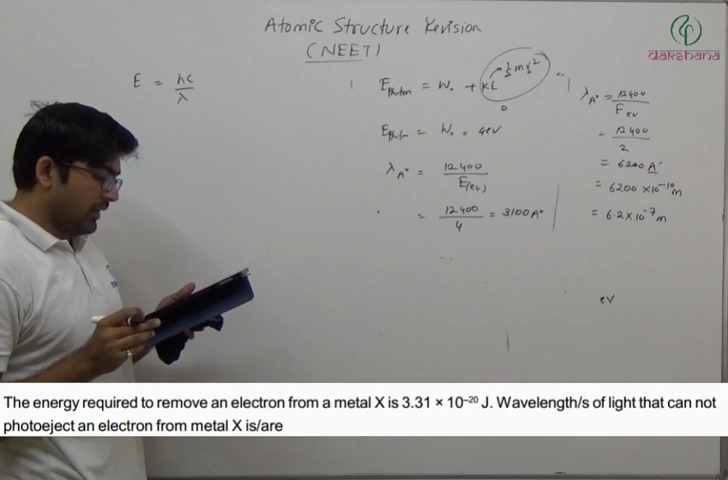 Atomic Structure Revision
(NEET)
dakshana
E = hc/λ
E = W₀ + KE → ½mv²
0
= W₀ = 4eV
λ_A° = 12400/E(eV)
= 12400/4 = 3100A°
λ_A° = 12400/E_eV
= 12400/2
= 6200 A°
= 6200 × 10⁻¹⁰ m
= 6.2 × 10⁻⁷ m
eV
The energy required to remove an electron from a metal X is 3.31 × 10⁻²⁰ J. Wavelength/s of light that can not
photoeject an electron from metal X is/are